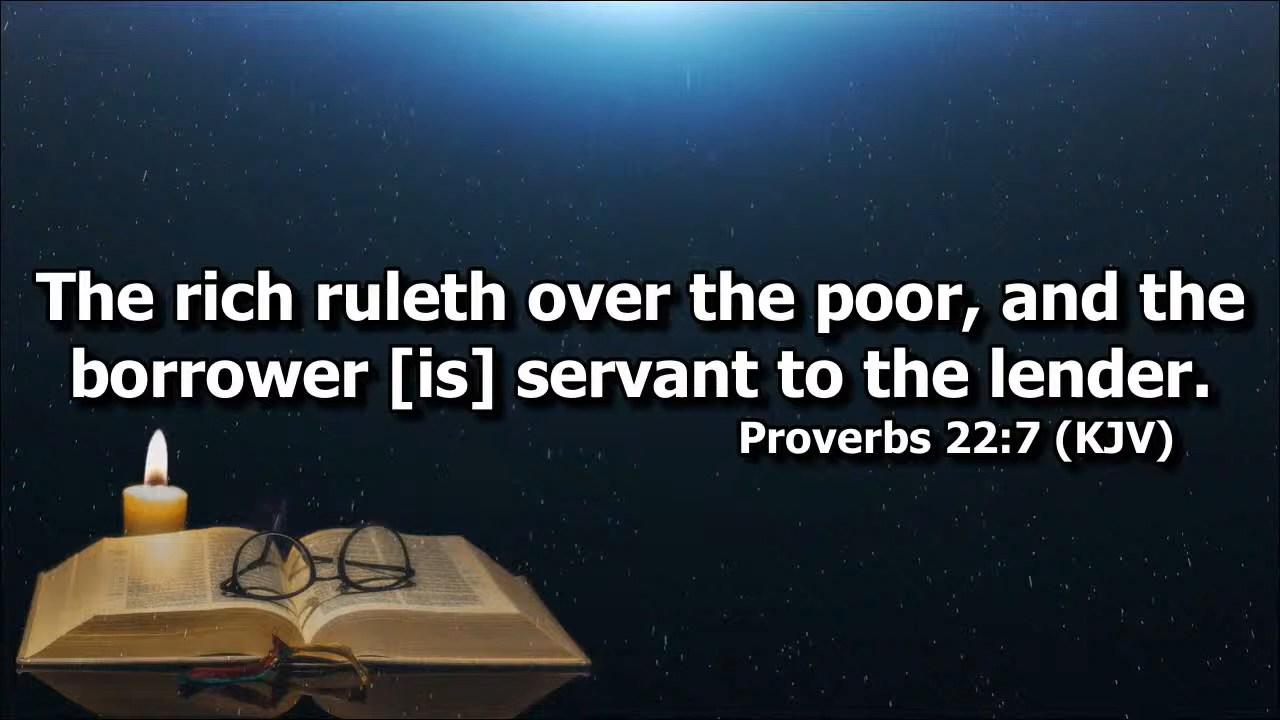 The rich ruleth over the poor, and the
borrower [is] servant to the lender.
Proverbs 22:7 (KJV)